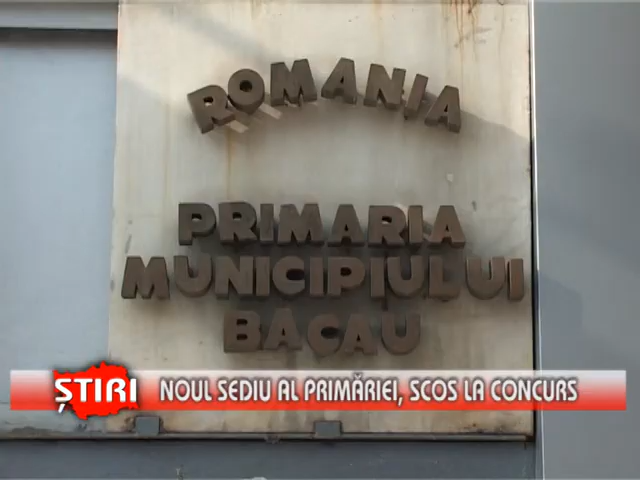 ROMANIA
PRIMARIA
MUNICIPIULUI
BACAU
ȘTIRI
NOUL SEDIU AL PRIMĂRIEI, SCOS LA CONCURS